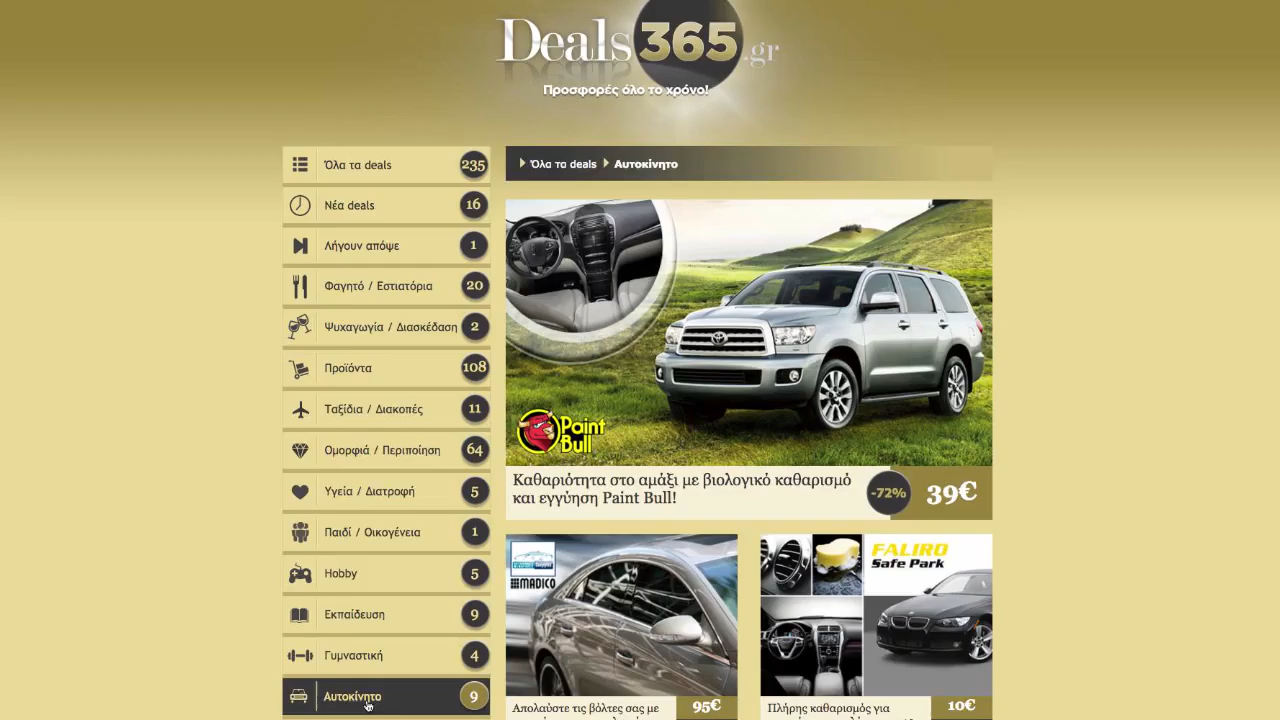 Deals 365 .gr
Προσφορές όλο το χρόνο!
Όλα τα deals 235
Νέα deals 16
Λήγουν απόψε 1
Φαγητό / Εστιατόρια 20
Ψυχαγωγία / Διασκέδαση 2
Προϊόντα 108
Ταξίδια / Διακοπές 11
Ομορφιά / Περιποίηση 64
Υγεία / Διατροφή 5
Παιδί / Οικογένεια 1
Hobby 5
Εκπαίδευση 9
Γυμναστική 4
Αυτοκίνητο 9
Όλα τα deals Αυτοκίνητο
Paint
Bull
Καθαριότητα στο αμάξι με βιολογικό καθαρισμό
και εγγύηση Paint Bull!
-72% 39€
MADICO
Απολαύστε τις βόλτες σας με
95€
FALIRO
Safe Park
Πλήρης καθαρισμός για
10€